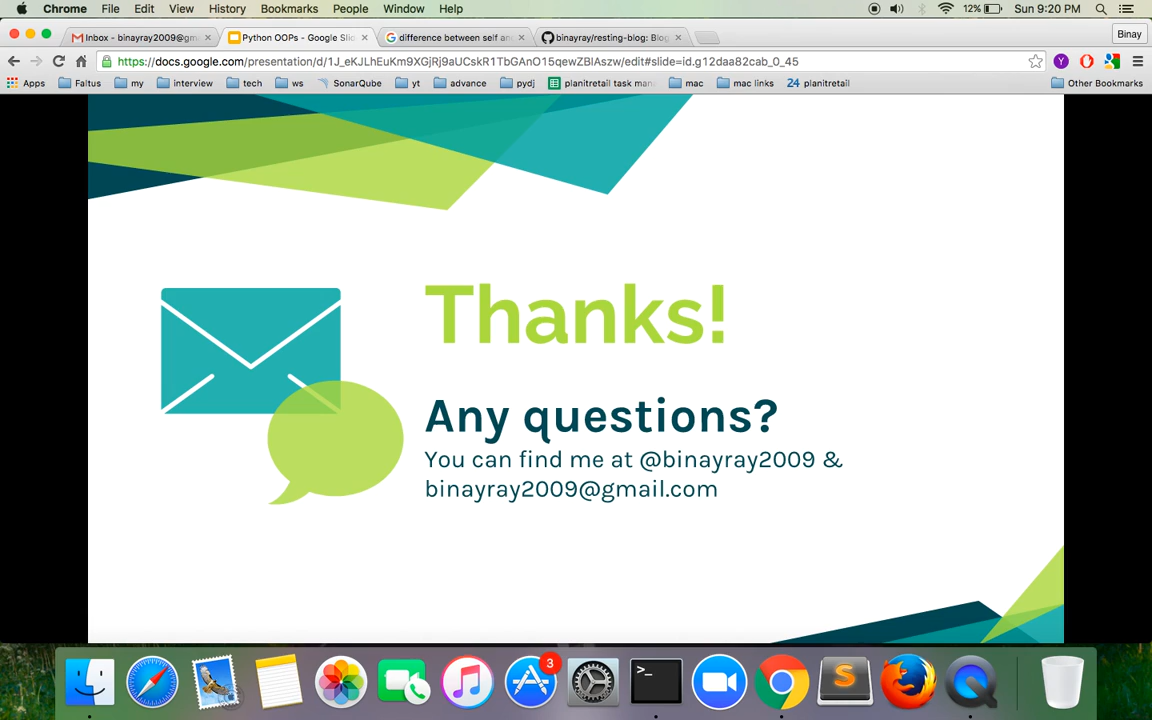 Chrome File Edit View History Bookmarks People Window Help 12% Sun 9:20 PM
Inbox - binayray2009@gm
Python OOPs - Google Slid
difference between self and
binayray/resting-blog: Blog
Binay
https://docs.google.com/presentation/d/1J_eKJLhEuKm9XGjRj9aUCskR1TbGAnO15qewZBlAszw/edit#slide=id.g12daa82cab_0_45
Apps Faltus my interview tech ws SonarQube yt advance pydj planitretail task man mac mac links 24 planitretail Other Bookmarks
Thanks!
Any questions?
You can find me at @binayray2009 &
binayray2009@gmail.com
3